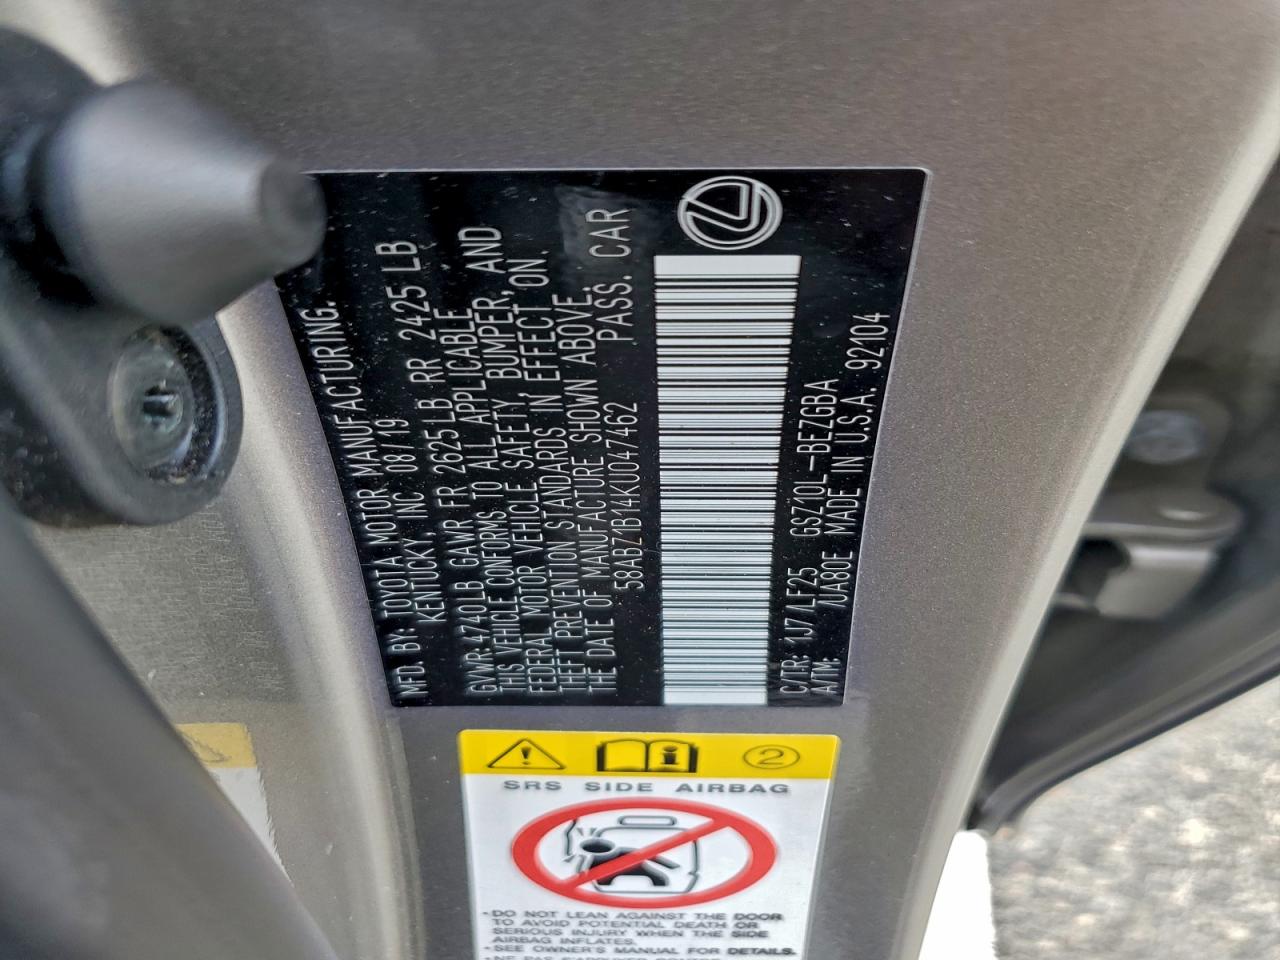 MFD. BY: TOYOTA MOTOR MANUFACTURING.
KENTUCKY, INC 08/19
GVWR: 4740LB GAWR FR 2625LB RR 2425 LB
THIS VEHICLE CONFORMS TO ALL APPLICABLE
FEDERAL MOTOR VEHICLE SAFETY, BUMPER, AND
THEFT PREVENTION STANDARDS IN EFFECT ON
THE DATE OF MANUFACTURE SHOWN ABOVE.
58ABZ1B14KU047462 PASS. CAR
C/TR: 1J7/LF25 GSZ10L-BEZGBA
A/TM: /UA80E MADE IN U.S.A. 92104
2
SRS SIDE AIRBAG
•DO NOT LEAN AGAINST THE DOOR
TO AVOID POTENTIAL DEATH OR
SERIOUS INJURY WHEN THE SIDE
AIRBAG INFLATES.
•SEE OWNER'S MANUAL FOR DETAILS.